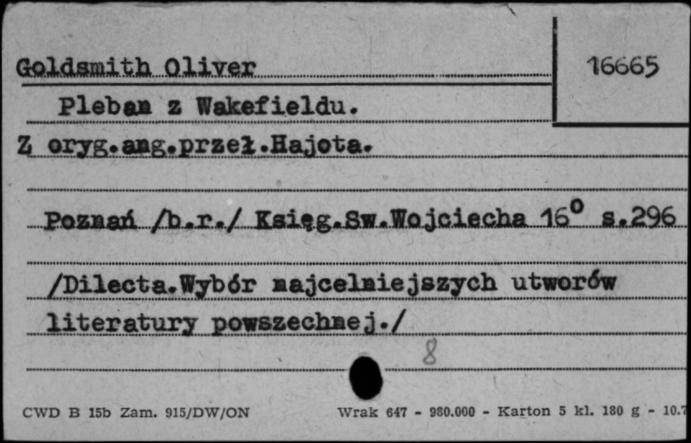 Goldsmith Oliver
16665
Pleban z Wakefieldu.
Z oryg.ang.przeł.Hajota.
Poznań /b.r./ Księg.Sw.Wojciecha 16⁰ s.296
/Dilecta.Wybór najcelniejszych utworów
literatury powszechnej./
8
CWD B 15b Zam. 915/DW/ON Wrak 647 - 980.000 - Karton 5 kl. 180 g - 10.7